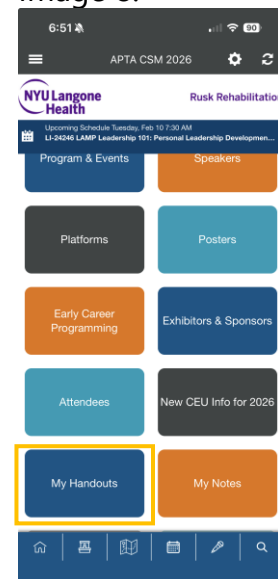 6:51
90
APTA CSM 2026
NYU Langone
Health
Rusk Rehabilitatio
Upcoming Schedule Tuesday, Feb 10 7:30 AM
LI-24246 LAMP Leadership 101: Personal Leadership Developmen...
Program & Events
Speakers
Platforms
Posters
Early Career
Programming
Exhibitors & Sponsors
Attendees
New CEU Info for 2026
My Handouts
My Notes